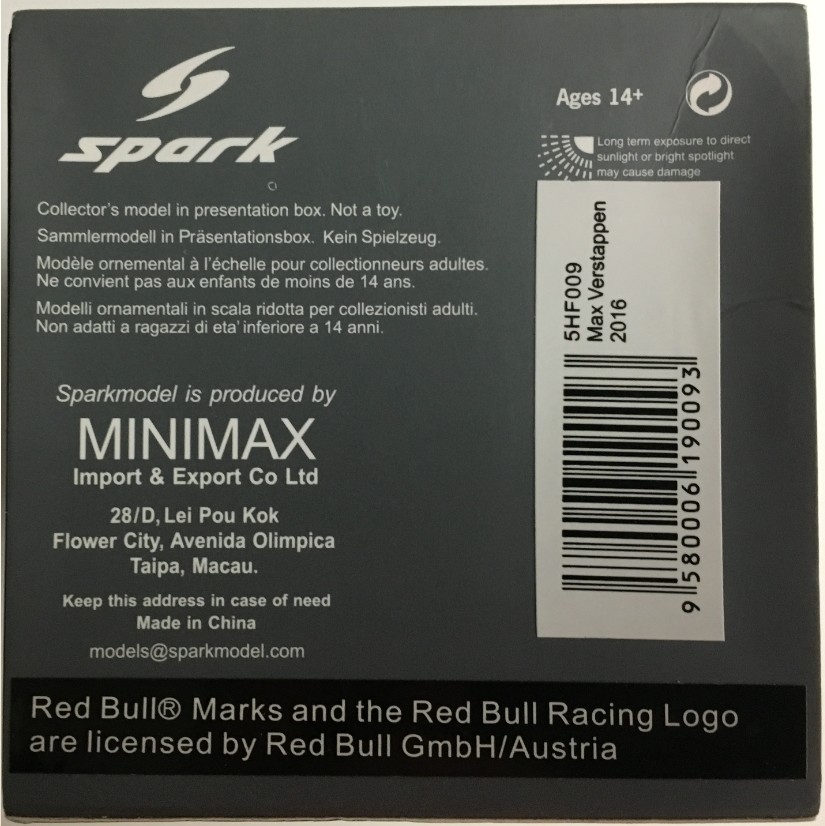 spark
Ages 14+
Long term exposure to direct
sunlight or bright spotlight
may cause damage
Collector's model in presentation box. Not a toy.
Sammlermodell in Präsentationsbox. Kein Spielzeug.
Modèle ornemental à l'échelle pour collectionneurs adultes.
Ne convient pas aux enfants de moins de 14 ans.
Modelli ornamentali in scala ridotta per collezionisti adulti.
Non adatti a ragazzi di eta' inferiore a 14 anni.
5HF009
Max Verstappen
2016
9 580006 190093
Sparkmodel is produced by
MINIMAX
Import & Export Co Ltd
28/D, Lei Pou Kok
Flower City, Avenida Olimpica
Taipa, Macau.
Keep this address in case of need
Made in China
models@sparkmodel.com
Red Bull® Marks and the Red Bull Racing Logo
are licensed by Red Bull GmbH/Austria